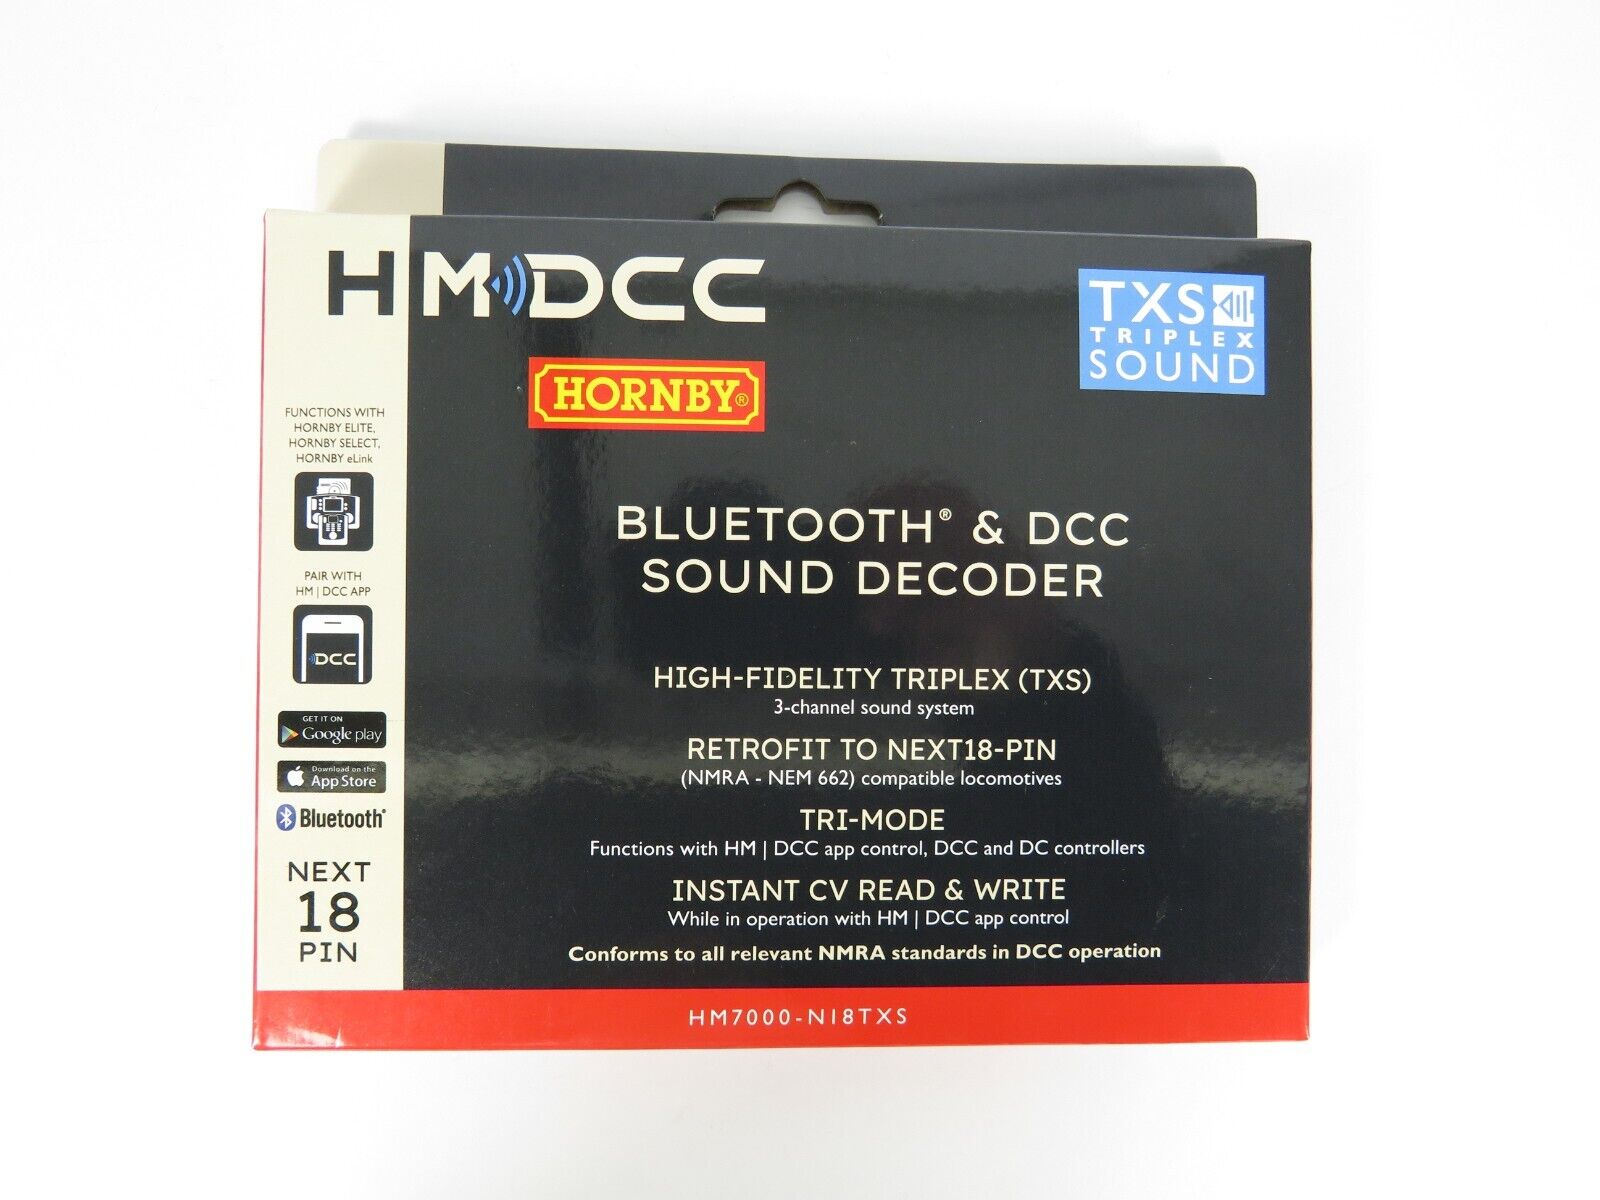 HM DCC
TXS
TRIPLEX
SOUND
HORNBY®
FUNCTIONS WITH
HORNBY ELITE,
HORNBY SELECT,
HORNBY eLink
PAIR WITH
HM | DCC APP
DCC
GET IT ON
Google play
Download on the
App Store
Bluetooth®
NEXT
18
PIN
BLUETOOTH® & DCC
SOUND DECODER
HIGH-FIDELITY TRIPLEX (TXS)
3-channel sound system
RETROFIT TO NEXT18-PIN
(NMRA - NEM 662) compatible locomotives
TRI-MODE
Functions with HM | DCC app control, DCC and DC controllers
INSTANT CV READ & WRITE
While in operation with HM | DCC app control
Conforms to all relevant NMRA standards in DCC operation
HM7000-N18TXS